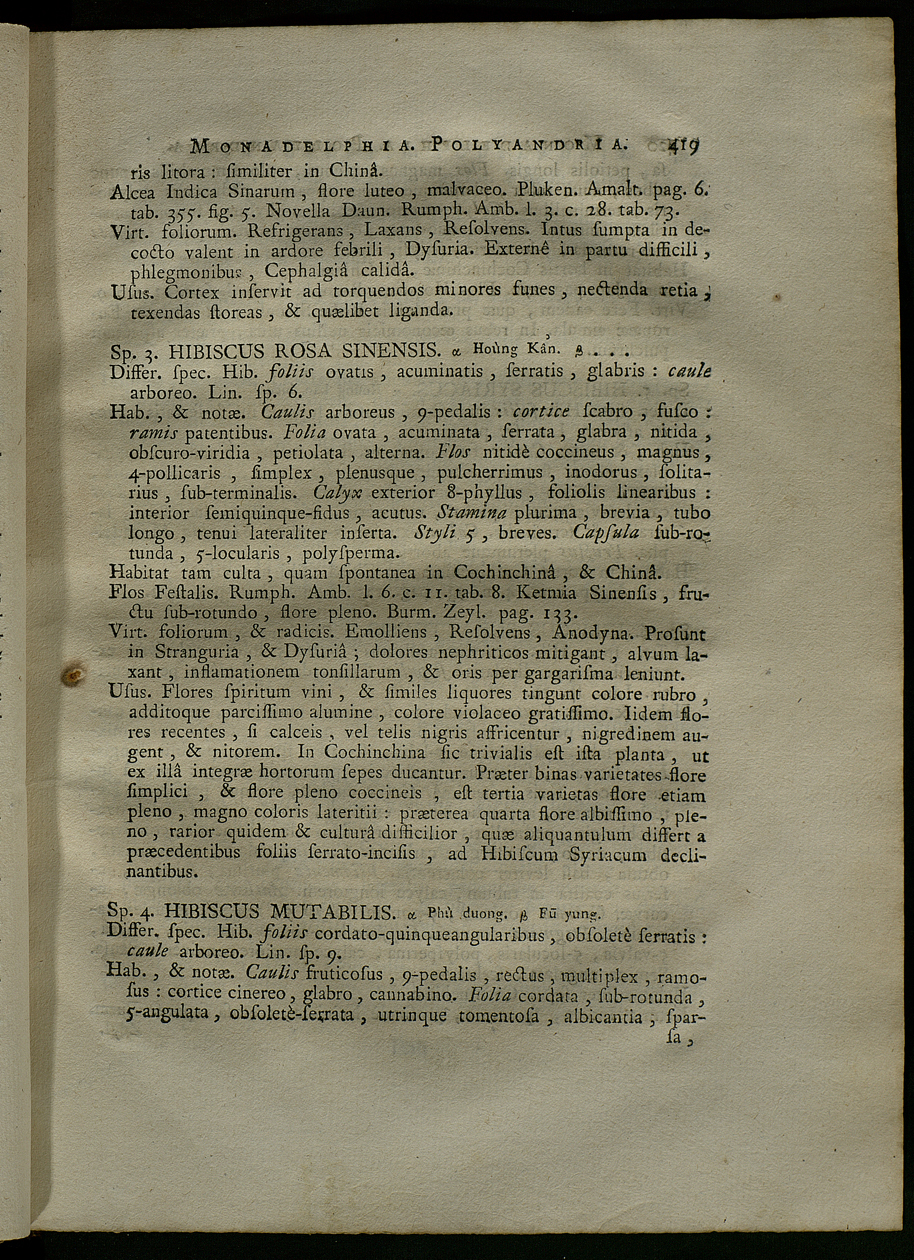 MONADELPHIA. POLYANDRIA. 419
ris litora : ſimiliter in Chinâ.
Alcea Indica Sinarum , flore luteo , malvaceo. Pluken. Amalt. pag. 6.
tab. 355. fig. 5. Novella Daun. Rumph. Amb. l. 3. c. 28. tab. 73.
Virt. foliorum. Refrigerans , Laxans , Reſolvens. Intus ſumpta in de-
cocto valent in ardore febrili , Dyſuria. Externê in partu difficili ,
phlegmonibus , Cephalgiâ calidâ.
Uſus. Cortex inſervit ad torquendos minores funes , nectenda retia ,
texendas ſtoreas , & quælibet liganda.
Sp. 3. HIBISCUS ROSA SINENSIS. α Hoùng Kȃn. β . . .
Differ. ſpec. Hib. foliis ovatis , acuminatis , ſerratis , glabris : caule
arboreo. Lin. ſp. 6.
Hab. , & notæ. Caulis arboreus , 9-pedalis : cortice ſcabro , fuſco :
ramis patentibus. Folia ovata , acuminata , ſerrata , glabra , nitida ,
obſcuro-viridia , petiolata , alterna. Flos nitidè coccineus , magnus ,
4-pollicaris , ſimplex , plenusque , pulcherrimus , inodorus , ſolita-
rius , ſub-terminalis. Calyx exterior 8-phyllus , foliolis linearibus :
interior ſemiquinque-fidus , acutus. Stamina plurima , brevia , tubo
longo , tenui lateraliter inſerta. Styli 5 , breves. Capſula ſub-ro-
tunda , 5-locularis , polyſperma.
Habitat tam culta , quam ſpontanea in Cochinchinâ , & Chinâ.
Flos Feſtalis. Rumph. Amb. l. 6. c. 11. tab. 8. Ketmia Sinenſis , fru-
ctu ſub-rotundo , flore pleno. Burm. Zeyl. pag. 133.
Virt. foliorum , & radicis. Emolliens , Reſolvens , Anodyna. Proſunt
in Stranguria , & Dyſuriâ ; dolores nephriticos mitigant , alvum la-
xant , inflamationem tonſillarum , & oris per gargariſma leniunt.
Uſus. Flores ſpiritum vini , & ſimiles liquores tingunt colore rubro ,
additoque parciſſimo alumine , colore violaceo gratiſſimo. Iidem flo-
res recentes , ſi calceis , vel telis nigris affricentur , nigredinem au-
gent , & nitorem. In Cochinchina ſic trivialis eſt iſta planta , ut
ex illâ integræ hortorum ſepes ducantur. Præter binas varietates flore
ſimplici , & flore pleno coccineis , eſt tertia varietas flore etiam
pleno , magno coloris lateritii : præterea quarta flore albiſſimo , ple-
no , rarior quidem & culturâ difficilior , quæ aliquantulum differt a
præcedentibus foliis ſerrato-inciſis , ad Hibiſcum Syriacum decli-
nantibus.
Sp. 4. HIBISCUS MUTABILIS. α Phù duong. β Fū yung.
Differ. ſpec. Hib. foliis cordato-quinqueangularibus , obſoletè ſerratis :
caule arboreo. Lin. ſp. 9.
Hab. , & notæ. Caulis fruticoſus , 9-pedalis , rectus , multiplex , ramo-
ſus : cortice cinereo , glabro , cannabino. Folia cordata , ſub-rotunda ,
5-angulata , obſoletè-ſerrata , utrinque tomentoſa , albicantia , ſpar-
ſa ,